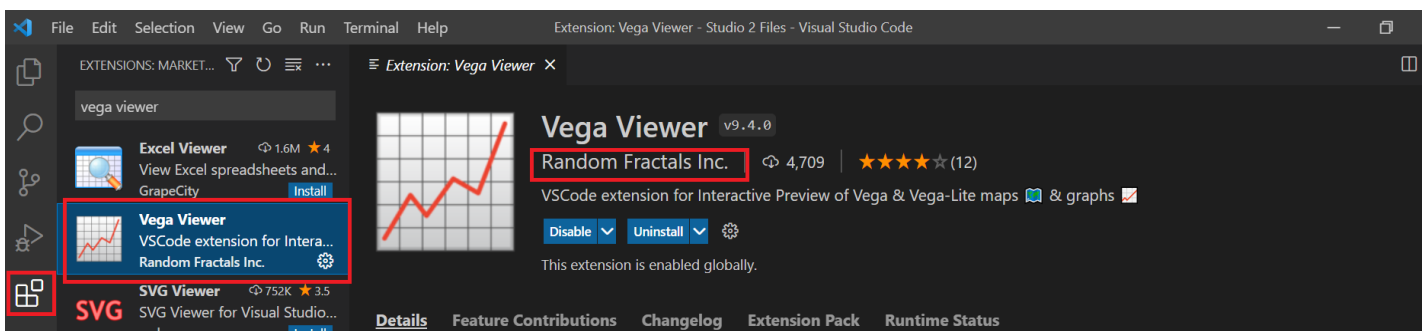 File Edit Selection View Go Run Terminal Help
Extension: Vega Viewer - Studio 2 Files - Visual Studio Code
EXTENSIONS: MARKET...
vega viewer
Excel Viewer 1.6M 4
View Excel spreadsheets and...
GrapeCity Install
Vega Viewer
VSCode extension for Intera...
Random Fractals Inc.
SVG
SVG Viewer 752K 3.5
SVG Viewer for Visual Studio...
Extension: Vega Viewer
Vega Viewer v9.4.0
Random Fractals Inc. 4,709 (12)
VSCode extension for Interactive Preview of Vega & Vega-Lite maps & graphs
Disable Uninstall
This extension is enabled globally.
Details Feature Contributions Changelog Extension Pack Runtime Status